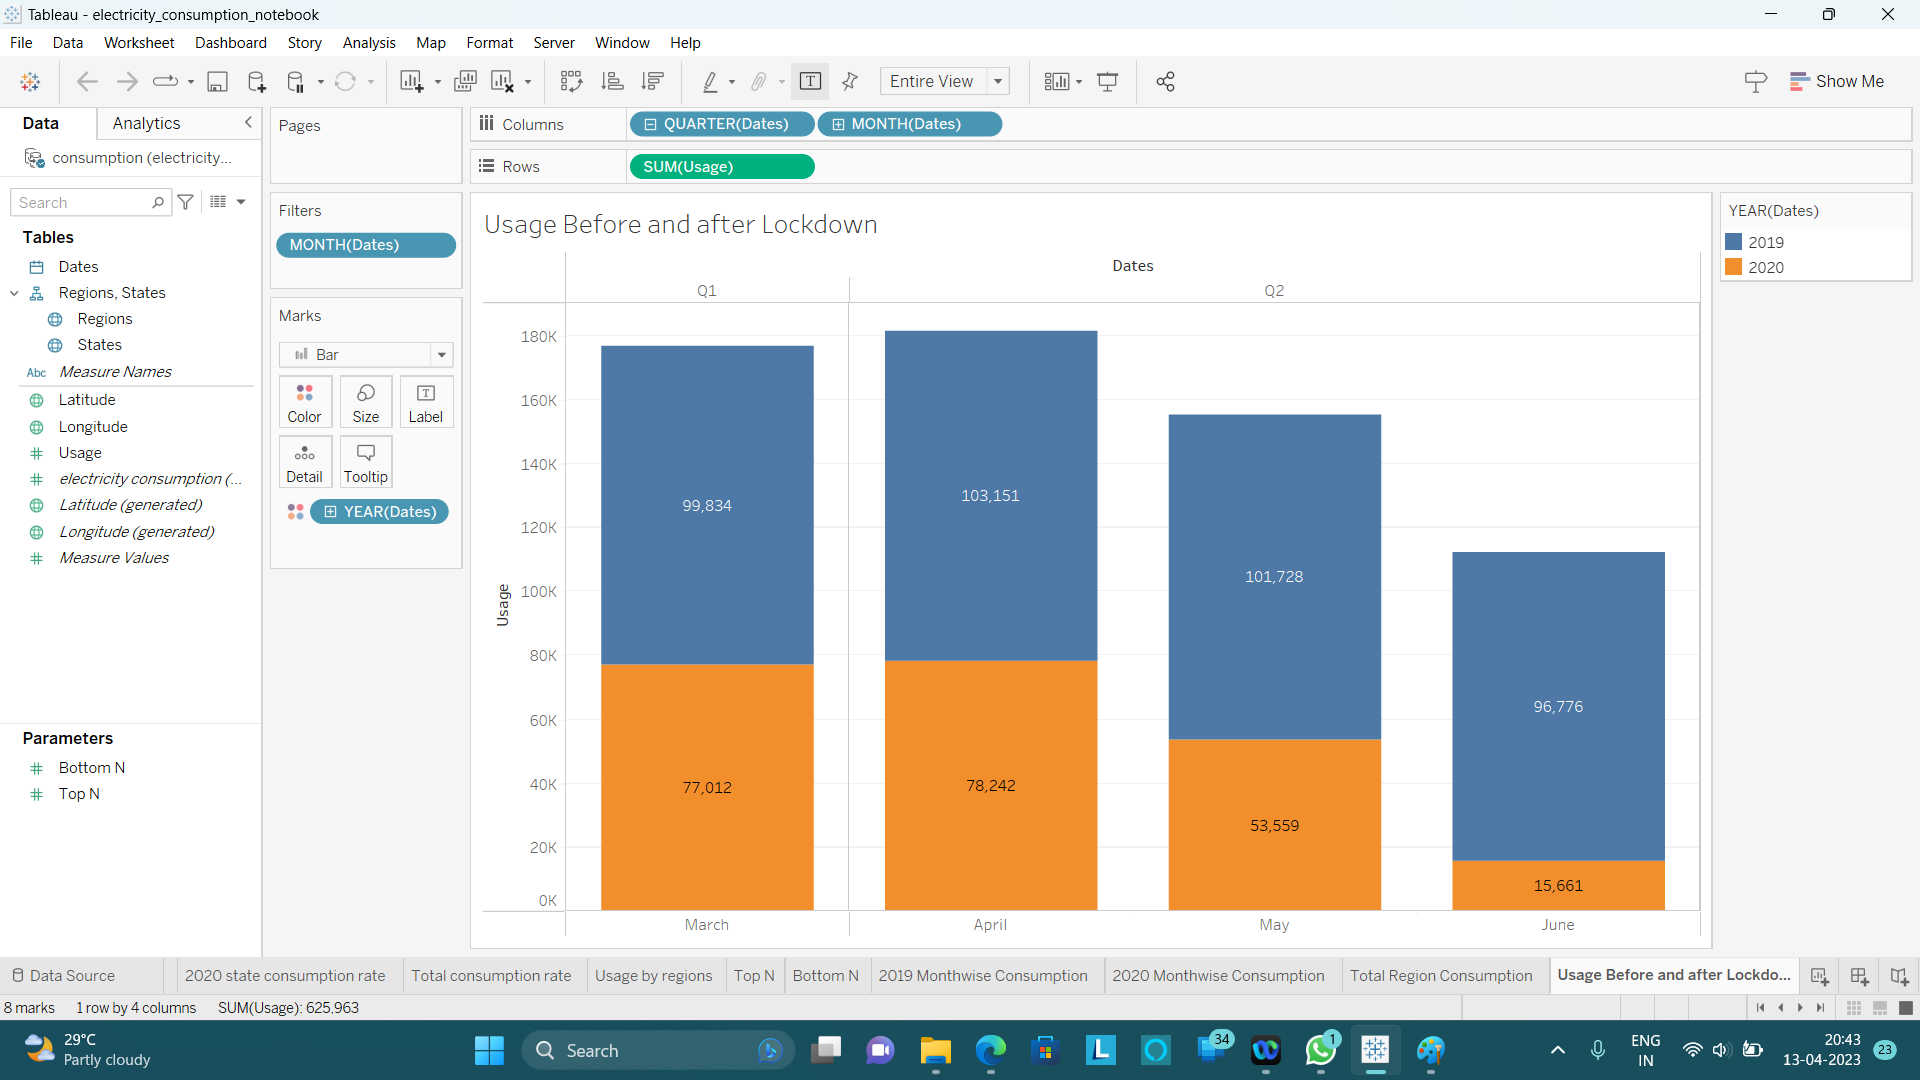 Tableau - electricity_consumption_notebook
File Data Worksheet Dashboard Story Analysis Map Format Server Window Help
Entire View
Show Me
Data Analytics
consumption (electricity...
Search
Tables
Dates
Regions, States
Regions
States
Abc Measure Names
Latitude
Longitude
Usage
electricity consumption (...
Latitude (generated)
Longitude (generated)
Measure Values
Parameters
Bottom N
Top N
Pages
Filters
MONTH(Dates)
Marks
Bar
Color Size Label
Detail Tooltip
YEAR(Dates)
Columns QUARTER(Dates) MONTH(Dates)
Rows SUM(Usage)
Usage Before and after Lockdown
Dates
Q1 Q2
Usage
180K
160K
140K
120K
100K
80K
60K
40K
20K
0K
99,834
103,151
101,728
96,776
77,012
78,242
53,559
15,661
March April May June
YEAR(Dates)
2019
2020
Data Source 2020 state consumption rate Total consumption rate Usage by regions Top N Bottom N 2019 Monthwise Consumption 2020 Monthwise Consumption Total Region Consumption Usage Before and after Lockdo...
8 marks 1 row by 4 columns SUM(Usage): 625,963
29°C
Partly cloudy
Search
34
1
ENG
IN
20:43
13-04-2023
23